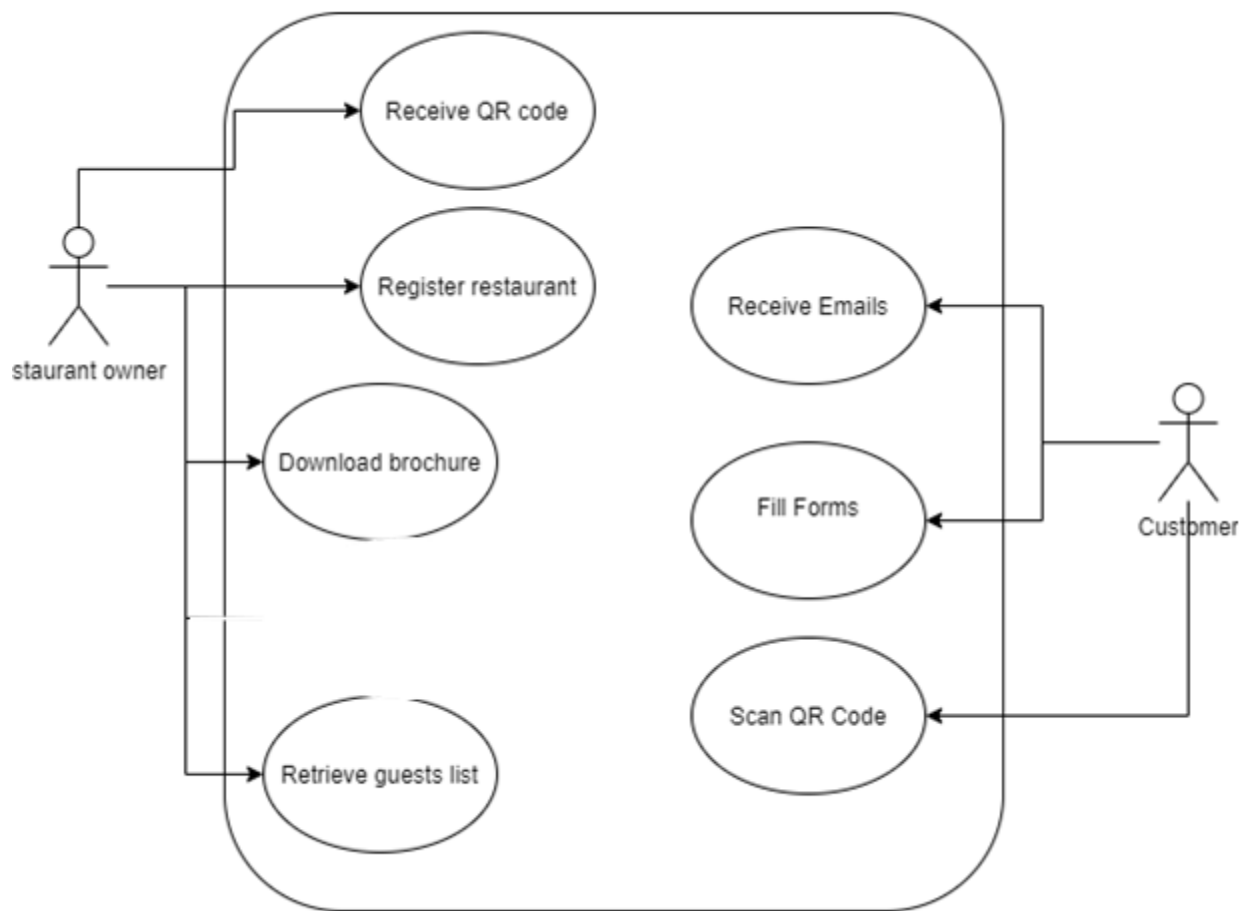 Receive QR code
Register restaurant
Receive Emails
staurant owner
Customer
Download brochure
Fill Forms
Scan QR Code
Retrieve guests list